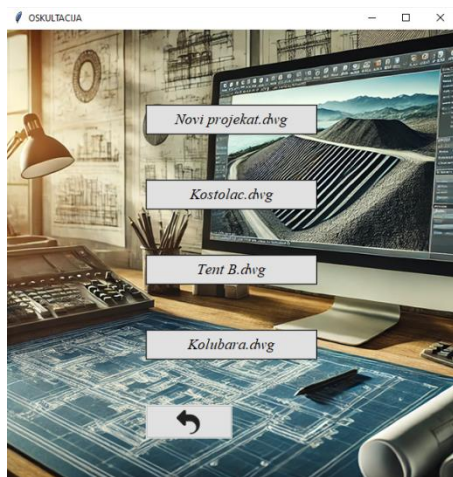 OSKULTACIJA
Novi projekat.dwg
Kostolac.dwg
Tent B.dwg
Kolubara.dwg